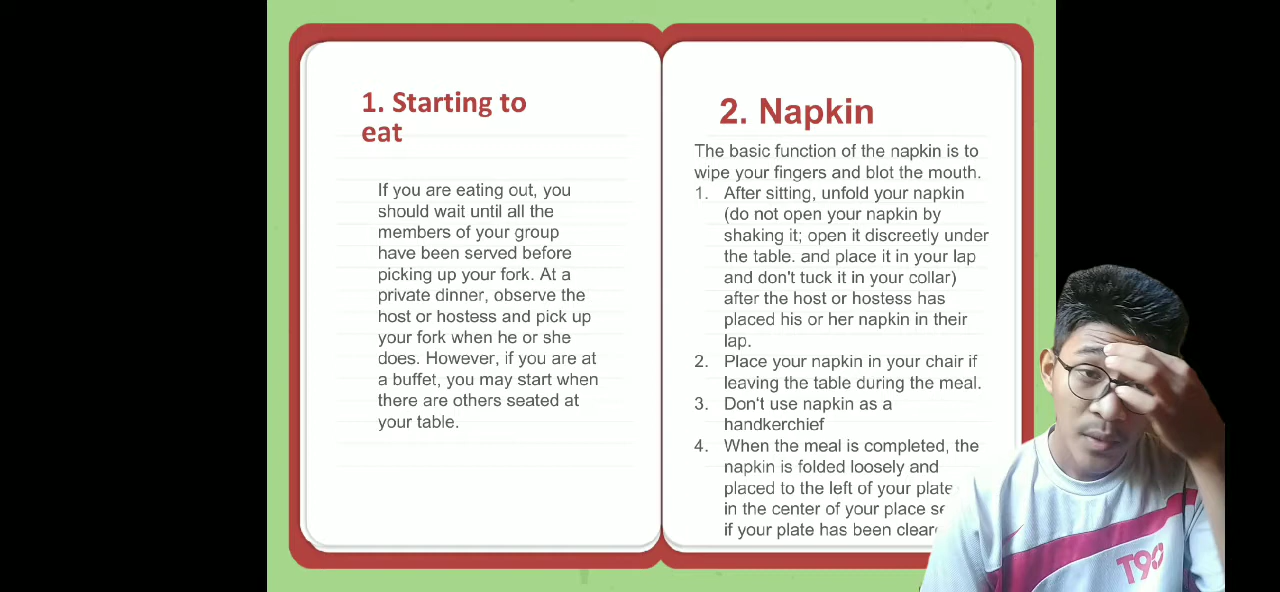 1. Starting to
eat
If you are eating out, you
should wait until all the
members of your group
have been served before
picking up your fork. At a
private dinner, observe the
host or hostess and pick up
your fork when he or she
does. However, if you are at
a buffet, you may start when
there are others seated at
your table.
2. Napkin
The basic function of the napkin is to
wipe your fingers and blot the mouth.
1. After sitting, unfold your napkin
(do not open your napkin by
shaking it; open it discreetly under
the table. and place it in your lap
and don't tuck it in your collar)
after the host or hostess has
placed his or her napkin in their
lap.
2. Place your napkin in your chair if
leaving the table during the meal.
3. Don't use napkin as a
handkerchief
4. When the meal is completed, the
napkin is folded loosely and
placed to the left of your plate
in the center of your place
if your plate has been
T90